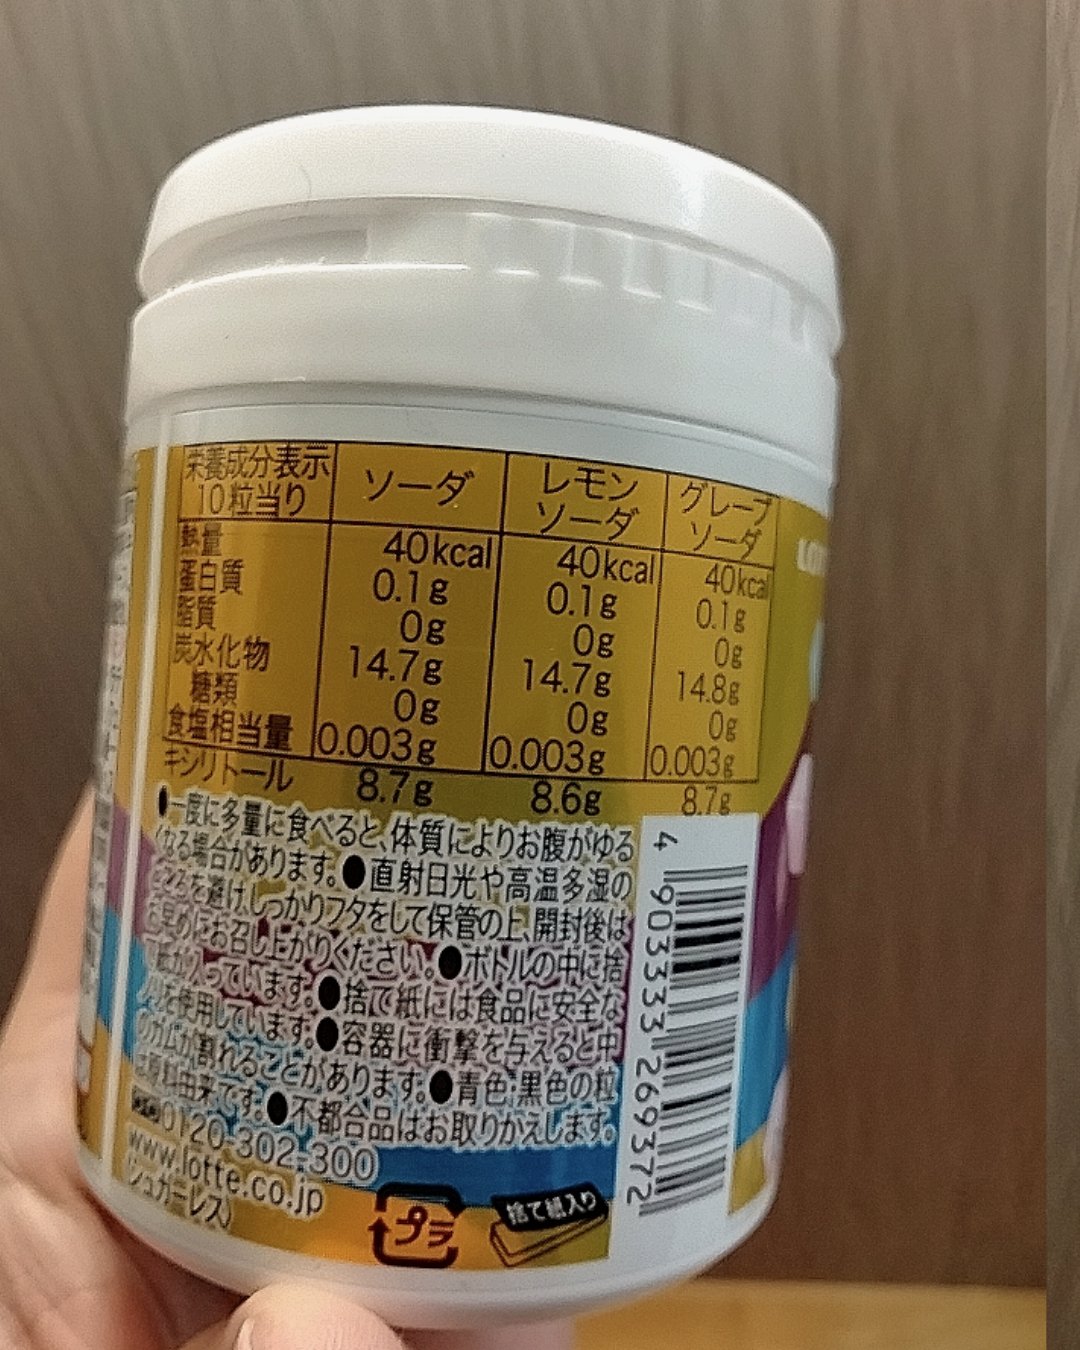 栄養成分表示 ソーダ レモン グレープ
10粒当り ソーダ ソーダ
熱量 40kcal 40kcal 40kcal
蛋白質 0.1g 0.1g 0.1g
脂質 0g 0g 0g
炭水化物 14.7g 14.7g 14.8g
糖類 0g 0g 0g
食塩相当量 0.003g 0.003g 0.003g
キシリトール 8.7g 8.6g 8.7g
●一度に多量に食べると、体質によりお腹がゆる
くなる場合があります。●直射日光や高温多湿の
ところを避け、しっかりフタをして保管の上、開封後は
お早めにお召し上がりください。●ボトルの中に捨
て紙が入っています。●捨て紙には食品に安全な
を使用しています。●容器に衝撃を与えると中
のガムが割れることがあります。●青色・黒色の粒
は原料由来です。●不都合品はお取りかえします。
0120-302-300
www.lotte.co.jp
(シュガーレス)
プラ
捨て紙入り
4 903333 269372